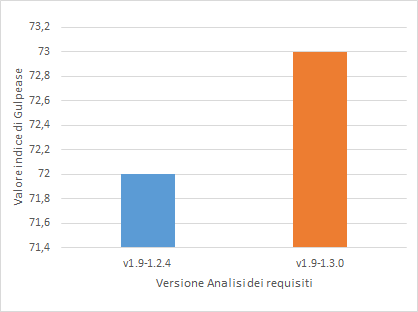 73,2
73
72,8
72,6
72,4
72,2
72
71,8
71,6
71,4
Valore indice di Gulpease
v1.9-1.2.4
v1.9-1.3.0
Versione Analisi dei requisiti